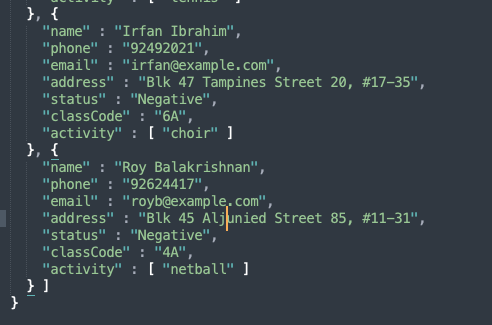 }, {
"name" : "Irfan Ibrahim",
"phone" : "92492021",
"email" : "irfan@example.com",
"address" : "Blk 47 Tampines Street 20, #17-35",
"status" : "Negative",
"classCode" : "6A",
"activity" : [ "choir" ]
}, {
"name" : "Roy Balakrishnan",
"phone" : "92624417",
"email" : "royb@example.com",
"address" : "Blk 45 Aljunied Street 85, #11-31",
"status" : "Negative",
"classCode" : "4A",
"activity" : [ "netball" ]
} ]
}